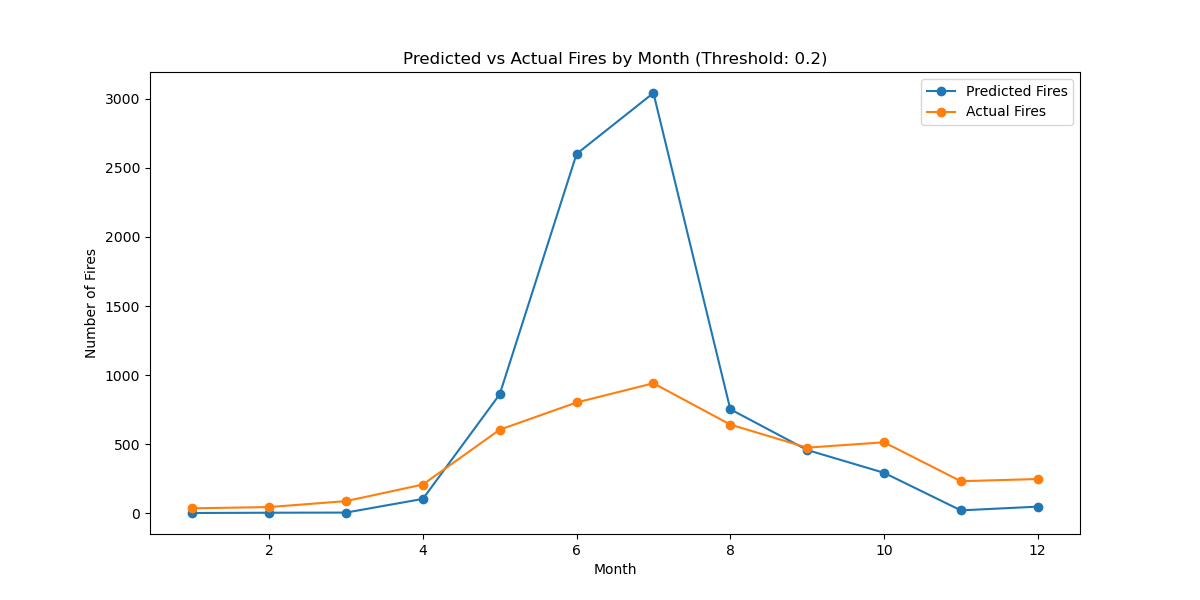 Predicted vs Actual Fires by Month (Threshold: 0.2)
Predicted Fires
Actual Fires
3000
2500
2000
1500
1000
500
0
Number of Fires
2 4 6 8 10 12
Month